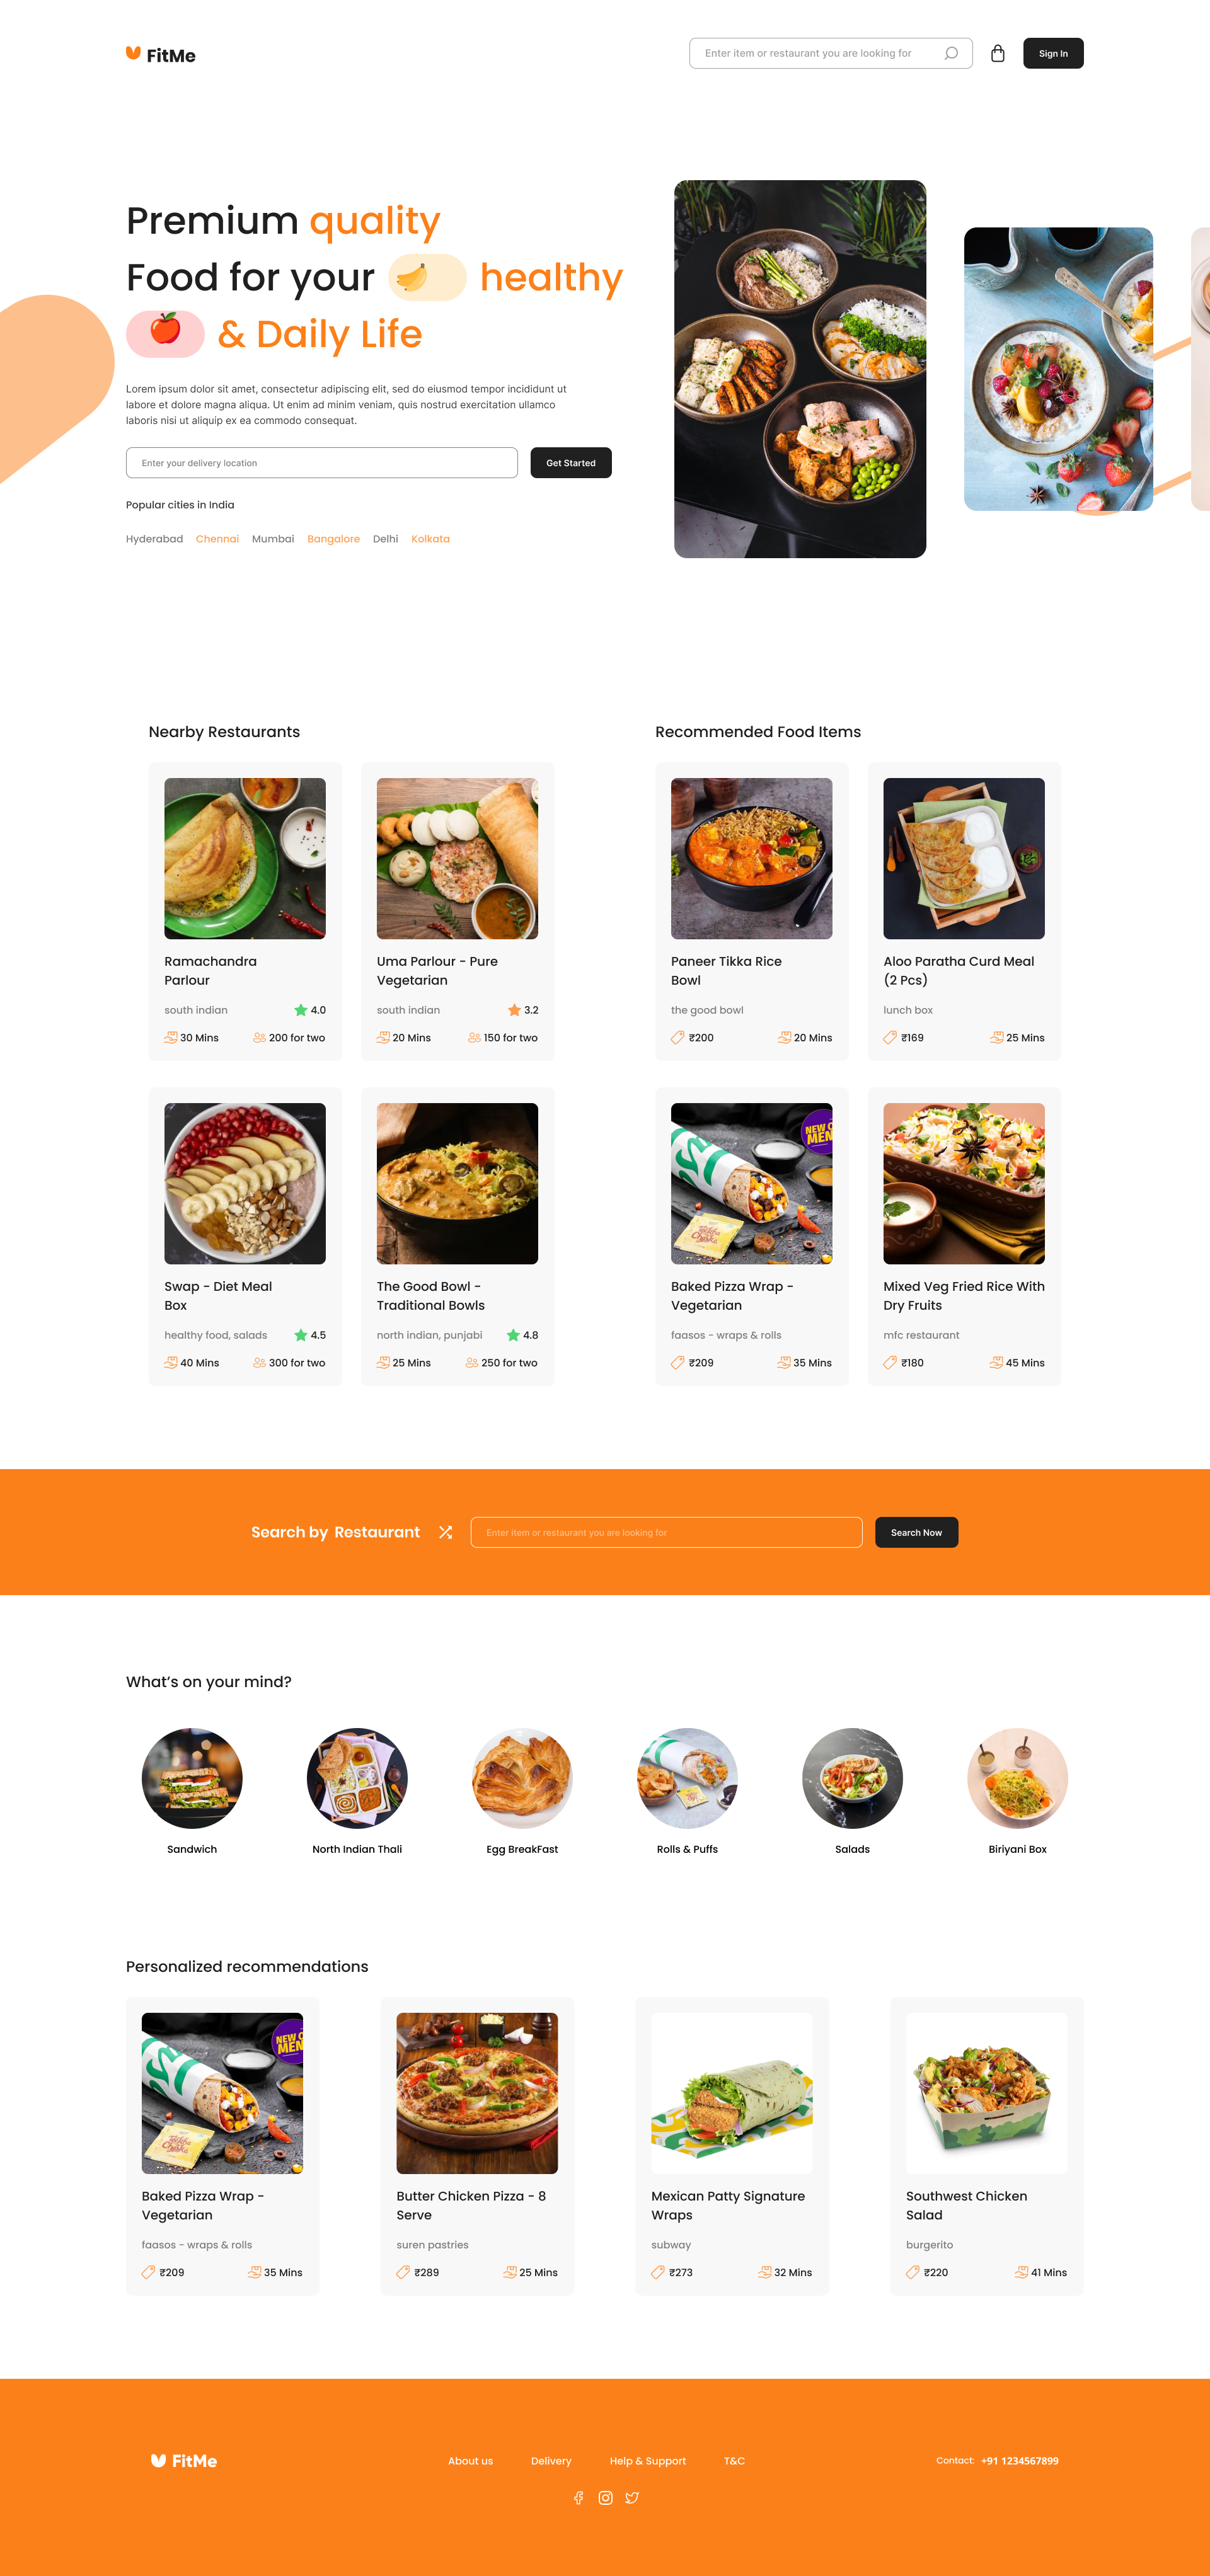 FitMe
Enter item or restaurant you are looking for
Sign In
Premium quality
Food for your healthy
& Daily Life
Lorem ipsum dolor sit amet, consectetur adipiscing elit, sed do eiusmod tempor incididunt ut
labore et dolore magna aliqua. Ut enim ad minim veniam, quis nostrud exercitation ullamco
laboris nisi ut aliquip ex ea commodo consequat.
Enter your delivery location
Get Started
Popular cities in India
Hyderabad Chennai Mumbai Bangalore Delhi Kolkata
Nearby Restaurants
Ramachandra
Parlour
south indian 4.0
30 Mins 200 for two
Uma Parlour - Pure
Vegetarian
south indian 3.2
20 Mins 150 for two
Swap - Diet Meal
Box
healthy food, salads 4.5
40 Mins 300 for two
The Good Bowl -
Traditional Bowls
north indian, punjabi 4.8
25 Mins 250 for two
Recommended Food Items
Paneer Tikka Rice
Bowl
the good bowl
₹200 20 Mins
Aloo Paratha Curd Meal
(2 Pcs)
lunch box
₹169 25 Mins
NEW
MEN
Baked Pizza Wrap -
Vegetarian
faasos - wraps & rolls
₹209 35 Mins
Mixed Veg Fried Rice With
Dry Fruits
mfc restaurant
₹180 45 Mins
Search by Restaurant
Enter item or restaurant you are looking for
Search Now
What's on your mind?
Sandwich
North Indian Thali
Egg BreakFast
Rolls & Puffs
Salads
Biriyani Box
Personalized recommendations
NEW
MEN
Baked Pizza Wrap -
Vegetarian
faasos - wraps & rolls
₹209 35 Mins
Butter Chicken Pizza - 8
Serve
suren pastries
₹289 25 Mins
Mexican Patty Signature
Wraps
subway
₹273 32 Mins
Southwest Chicken
Salad
burgerito
₹220 41 Mins
FitMe
About us Delivery Help & Support T&C
Contact: +91 1234567899